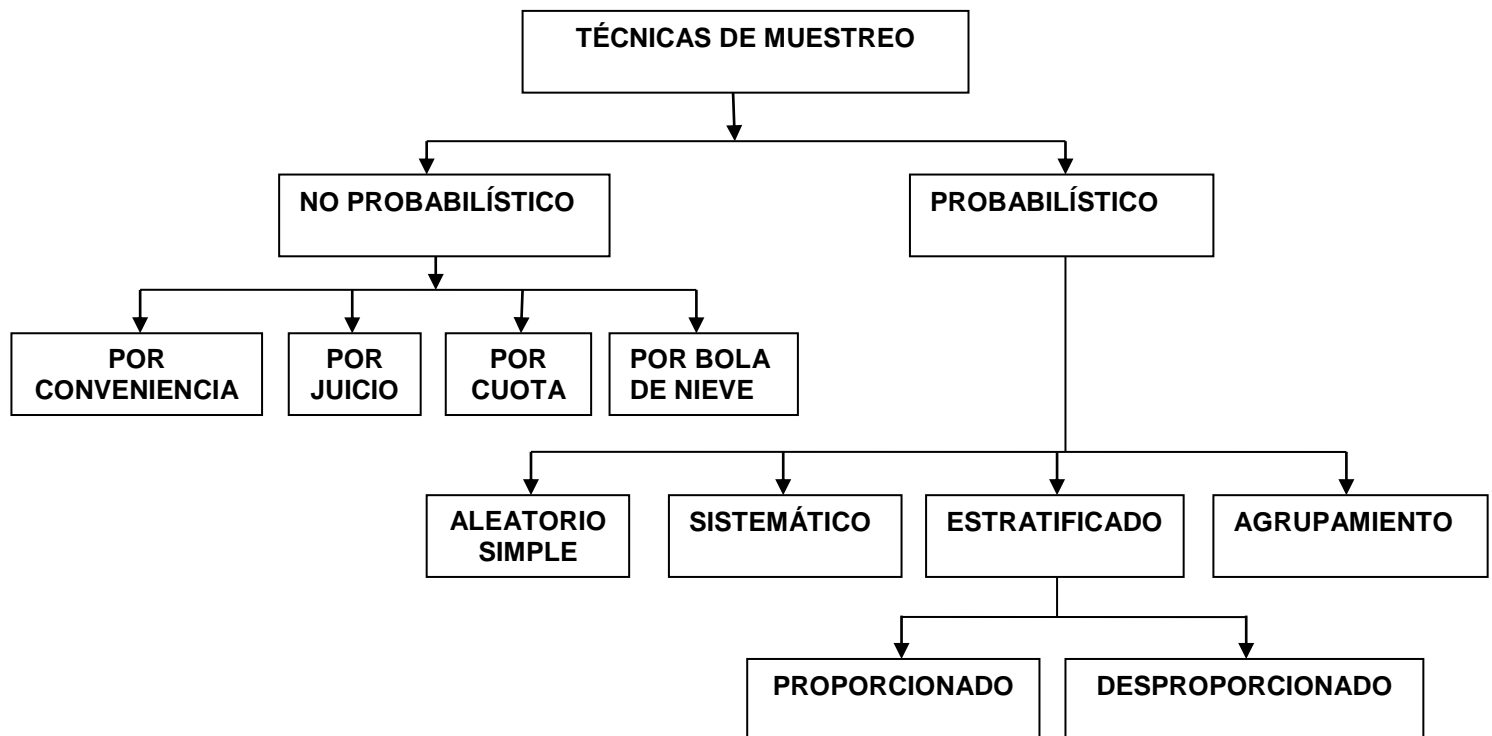 TÉCNICAS DE MUESTREO
NO PROBABILÍSTICO
PROBABILÍSTICO
POR
CONVENIENCIA
POR
JUICIO
POR
CUOTA
POR BOLA
DE NIEVE
ALEATORIO
SIMPLE
SISTEMÁTICO
ESTRATIFICADO
AGRUPAMIENTO
PROPORCIONADO
DESPROPORCIONADO